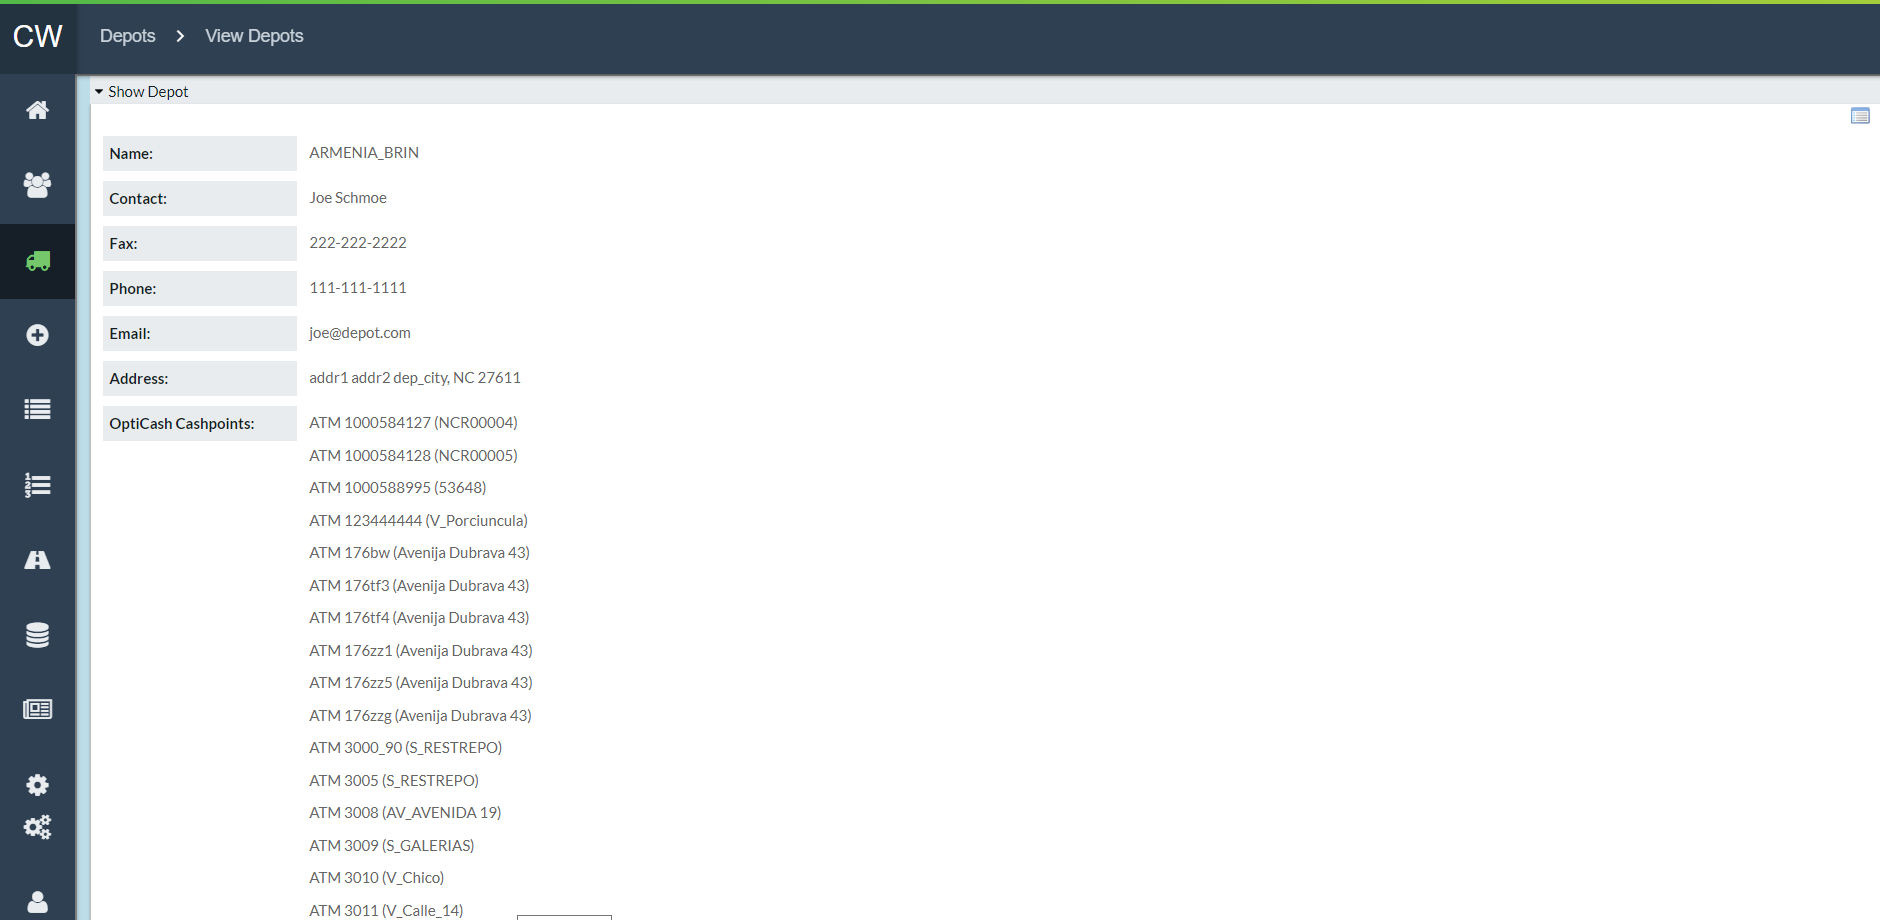 CW
Depots
View Depots
Show Depot
Name: ARMENIA_BRIN
Contact: Joe Schmoe
Fax: 222-222-2222
Phone: 111-111-1111
Email: joe@depot.com
Address: addr1 addr2 dep_city, NC 27611
OptiCash Cashpoints: ATM 1000584127 (NCR00004)
ATM 1000584128 (NCR00005)
ATM 1000588995 (53648)
ATM 123444444 (V_Porciuncula)
ATM 176bw (Avenija Dubrava 43)
ATM 176tf3 (Avenija Dubrava 43)
ATM 176tf4 (Avenija Dubrava 43)
ATM 176zz1 (Avenija Dubrava 43)
ATM 176zz5 (Avenija Dubrava 43)
ATM 176zzg (Avenija Dubrava 43)
ATM 3000_90 (S_RESTREPO)
ATM 3005 (S_RESTREPO)
ATM 3008 (AV_AVENIDA 19)
ATM 3009 (S_GALERIAS)
ATM 3010 (V_Chico)
ATM 3011 (V_Calle_14)